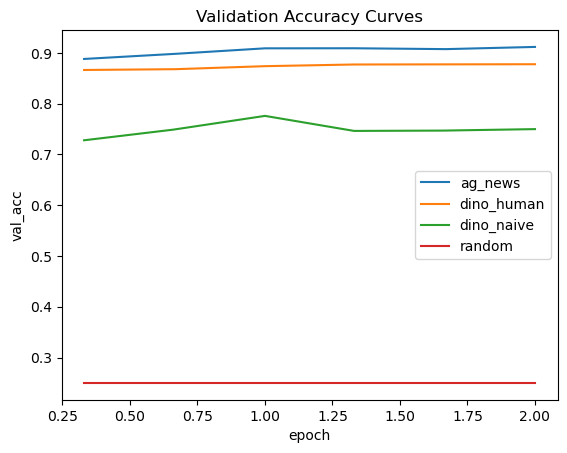 Validation Accuracy Curves
val_acc
0.9
0.8
0.7
0.6
0.5
0.4
0.3
ag_news
dino_human
dino_naive
random
0.25
0.50
0.75
1.00
1.25
1.50
1.75
2.00
epoch